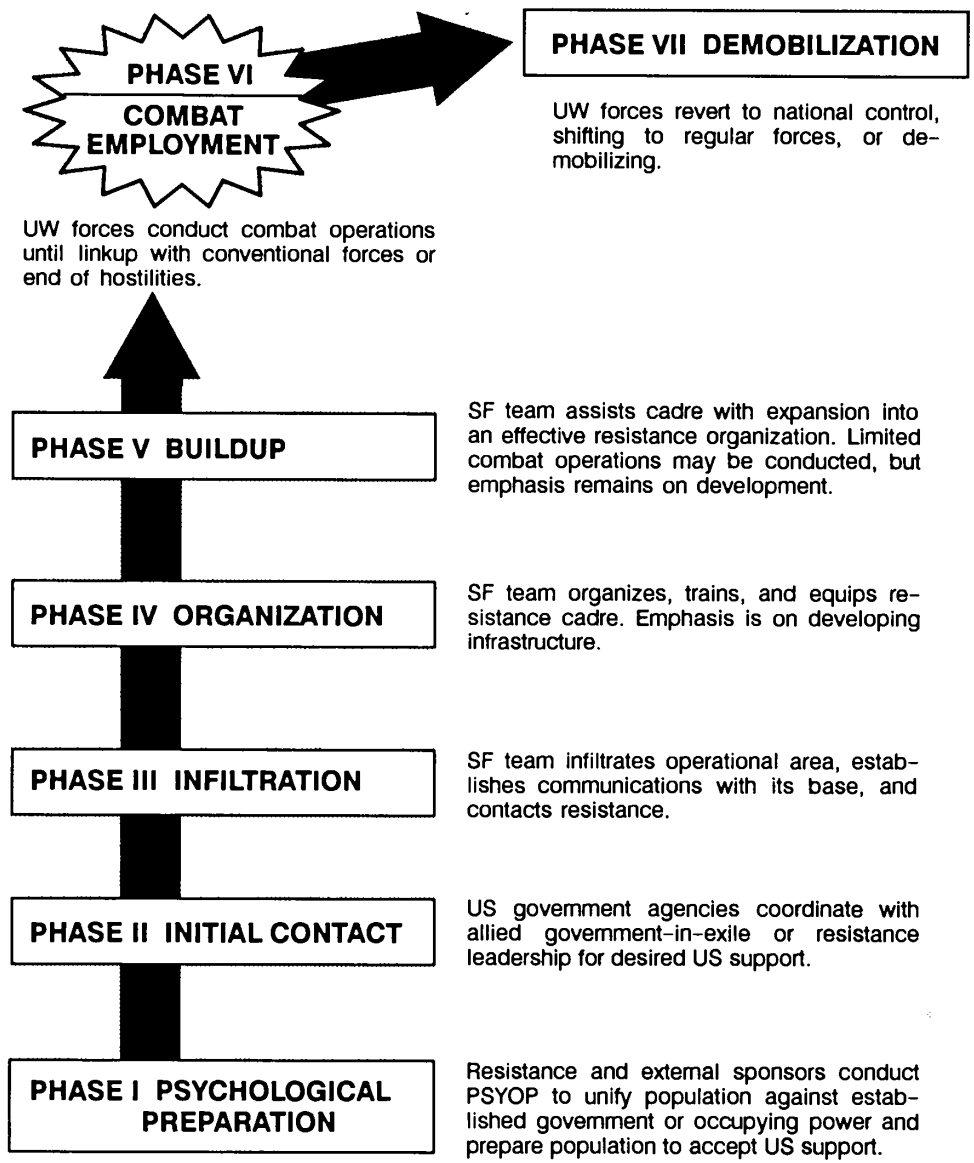 PHASE VI
COMBAT
EMPLOYMENT
PHASE VII DEMOBILIZATION
UW forces revert to national control,
shifting to regular forces, or de-
mobilizing.
UW forces conduct combat operations
until linkup with conventional forces or
end of hostilities.
PHASE V BUILDUP
SF team assists cadre with expansion into
an effective resistance organization. Limited
combat operations may be conducted, but
emphasis remains on development.
PHASE IV ORGANIZATION
SF team organizes, trains, and equips re-
sistance cadre. Emphasis is on developing
infrastructure.
PHASE III INFILTRATION
SF team infiltrates operational area, estab-
lishes communications with its base, and
contacts resistance.
PHASE II INITIAL CONTACT
US government agencies coordinate with
allied government-in-exile or resistance
leadership for desired US support.
PHASE I PSYCHOLOGICAL
PREPARATION
Resistance and external sponsors conduct
PSYOP to unify population against estab-
lished government or occupying power and
prepare population to accept US support.